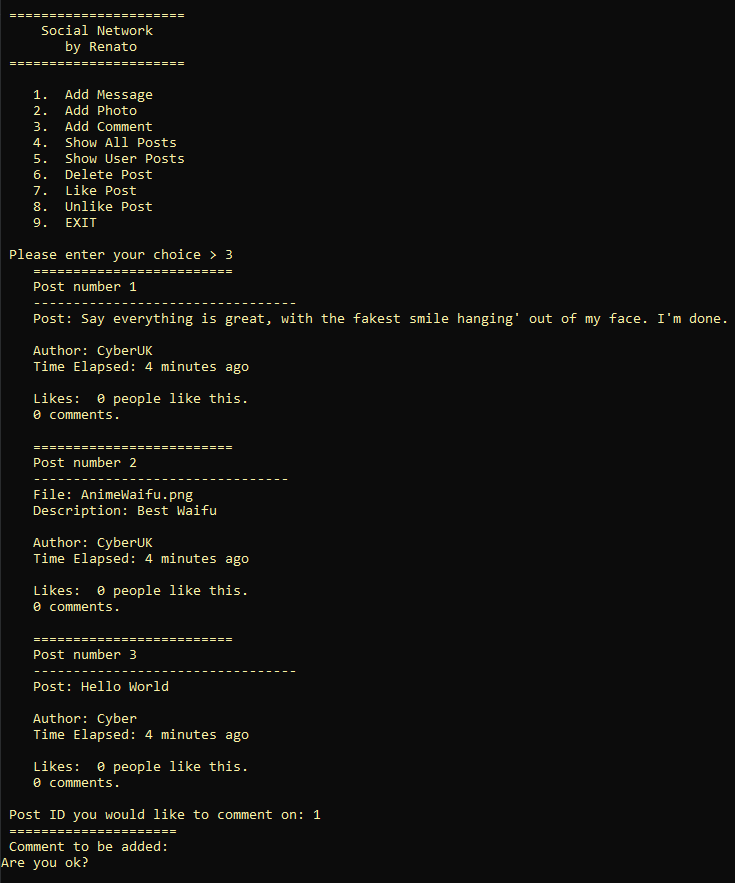 ======================
Social Network
by Renato
======================
1. Add Message
2. Add Photo
3. Add Comment
4. Show All Posts
5. Show User Posts
6. Delete Post
7. Like Post
8. Unlike Post
9. EXIT
Please enter your choice > 3
=========================
Post number 1
---------------------------------
Post: Say everything is great, with the fakest smile hanging' out of my face. I'm done.
Author: CyberUK
Time Elapsed: 4 minutes ago
Likes:  0 people like this.
0 comments.
=========================
Post number 2
--------------------------------
File: AnimeWaifu.png
Description: Best Waifu
Author: CyberUK
Time Elapsed: 4 minutes ago
Likes:  0 people like this.
0 comments.
=========================
Post number 3
---------------------------------
Post: Hello World
Author: Cyber
Time Elapsed: 4 minutes ago
Likes:  0 people like this.
0 comments.
Post ID you would like to comment on: 1
=====================
Comment to be added:
Are you ok?